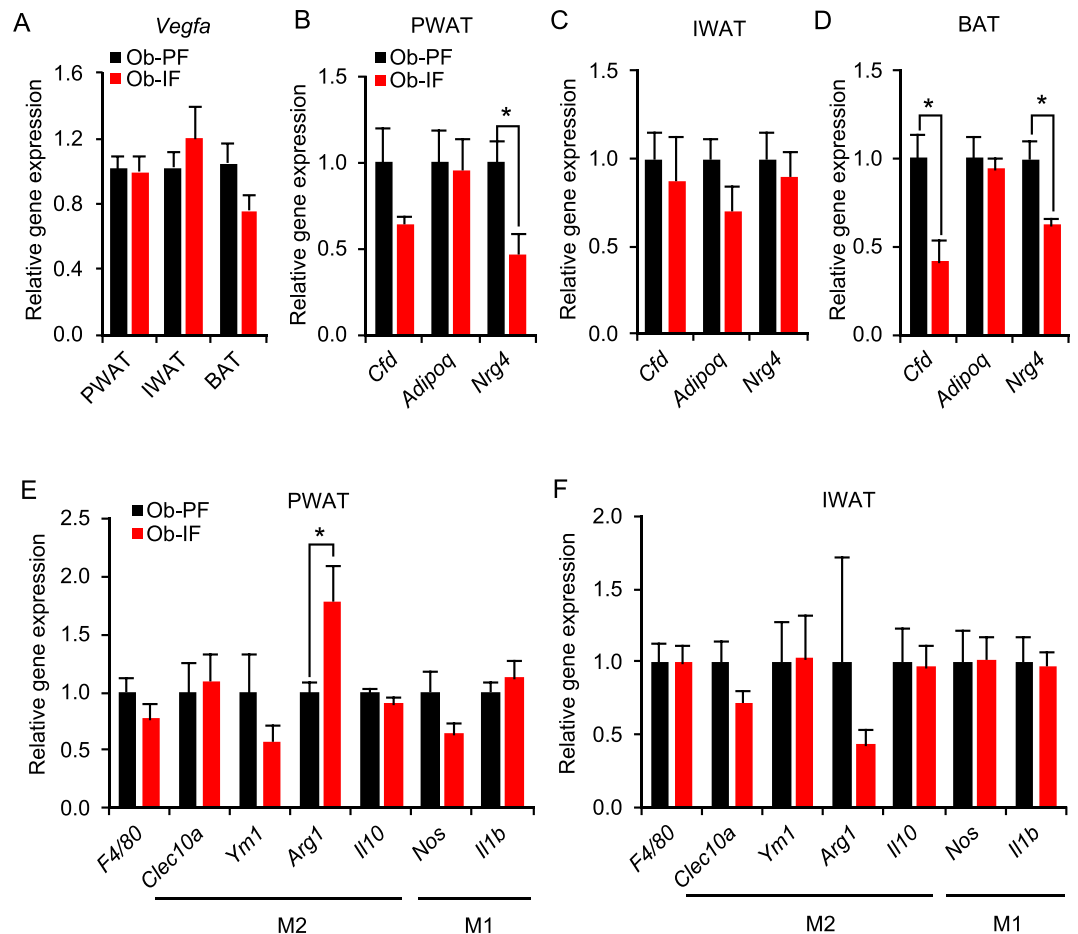 A
Vegfa
Ob-PF
Ob-IF
Relative gene expression
1.6
1.2
0.8
0.4
0.0
PWAT
IWAT
BAT
B
PWAT
Ob-PF
Ob-IF
Relative gene expression
1.5
1.0
0.5
0.0
*
Cfd
Adipoq
Nrg4
C
IWAT
Relative gene expression
1.5
1.0
0.5
0.0
Cfd
Adipoq
Nrg4
D
BAT
Relative gene expression
1.5
1.0
0.5
0.0
*
*
Cfd
Adipoq
Nrg4
E
PWAT
Ob-PF
Ob-IF
Relative gene expression
2.5
2.0
1.5
1.0
0.5
0.0
*
F4/80
Clec10a
Ym1
Arg1
Il10
Nos
Il1b
M2
M1
F
IWAT
Relative gene expression
2.0
1.5
1.0
0.5
0.0
F4/80
Clec10a
Ym1
Arg1
Il10
Nos
Il1b
M2
M1